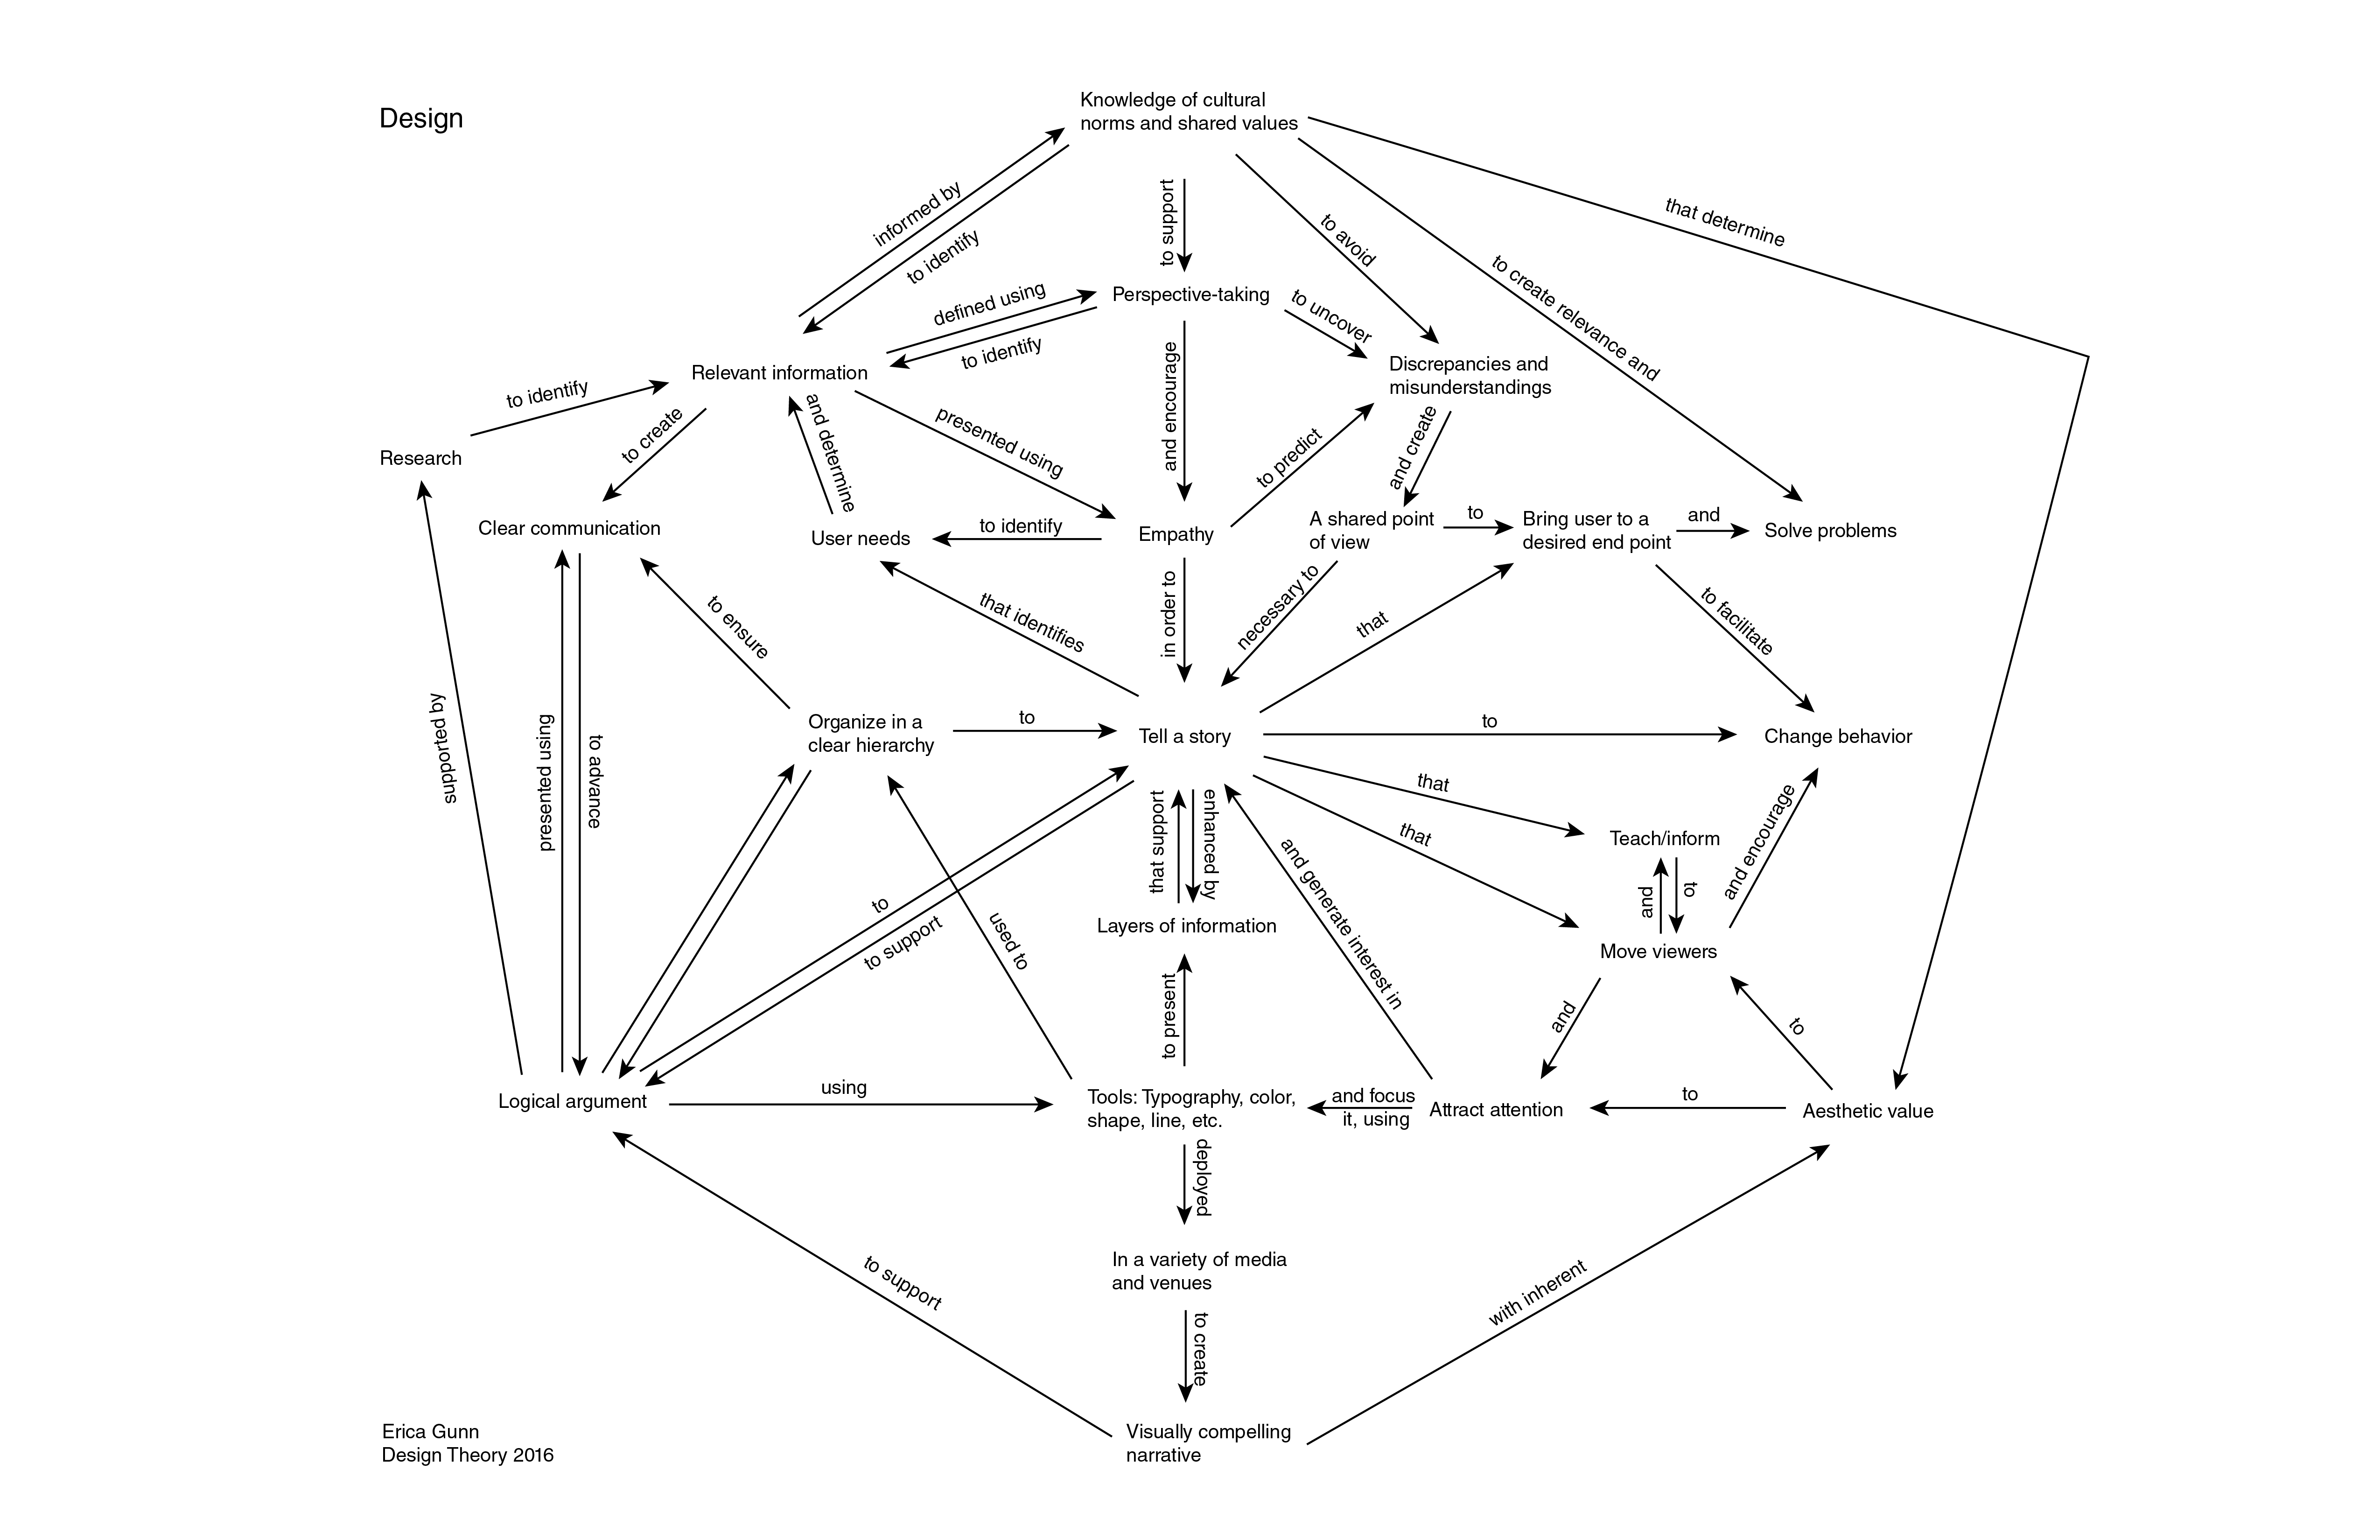 Design
Knowledge of cultural
norms and shared values
informed by
to identify
to support
to avoid
to create relevance and
that determine
Perspective-taking
defined using
to identify
to uncover
Relevant information
Discrepancies and
misunderstandings
to identify
to create
and determine
presented using
and encourage
to predict
and create
Research
Clear communication
User needs
to identify
Empathy
A shared point
of view
to
Bring user to a
desired end point
and
Solve problems
to ensure
that identifies
in order to
necessary to
that
to facilitate
supported by
presented using
to advance
Organize in a
clear hierarchy
to
Tell a story
to
Change behavior
that
that
Teach/inform
and encourage
to
to support
used to
that support
enhanced by
and generate interest in
and
to
Layers of information
Move viewers
to present
and
to
Logical argument
using
Tools: Typography, color,
shape, line, etc.
and focus
it, using
Attract attention
to
Aesthetic value
deployed
In a variety of media
and venues
to support
to create
with inherent
Visually compelling
narrative
Erica Gunn
Design Theory 2016